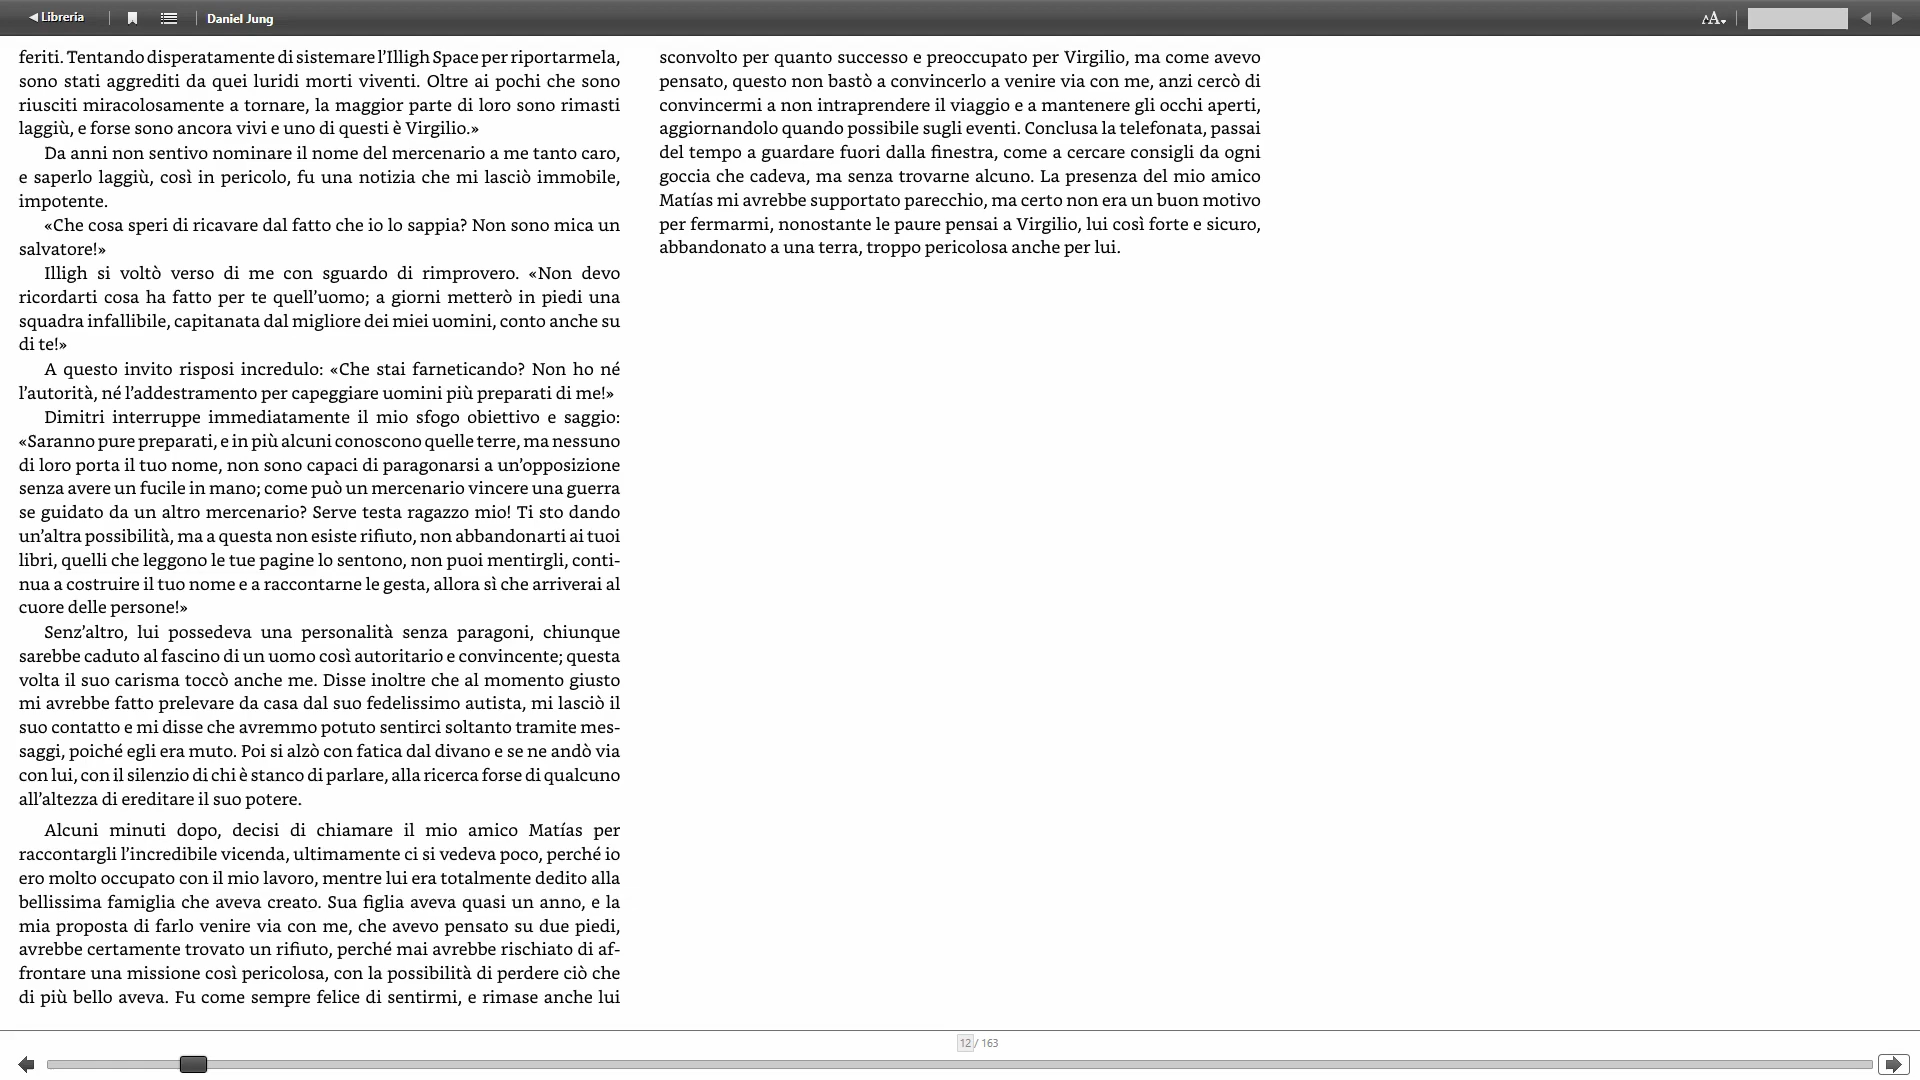 Libreria
Daniel Jung
feriti. Tentando disperatamente di sistemare l’Illigh Space per riportarmela,
sono stati aggrediti da quei luridi morti viventi. Oltre ai pochi che sono
riusciti miracolosamente a tornare, la maggior parte di loro sono rimasti
laggiù, e forse sono ancora vivi e uno di questi è Virgilio.»
Da anni non sentivo nominare il nome del mercenario a me tanto caro,
e saperlo laggiù, così in pericolo, fu una notizia che mi lasciò immobile,
impotente.
«Che cosa speri di ricavare dal fatto che io lo sappia? Non sono mica un
salvatore!»
Illigh si voltò verso di me con sguardo di rimprovero. «Non devo
ricordarti cosa ha fatto per te quell’uomo; a giorni metterò in piedi una
squadra infallibile, capitanata dal migliore dei miei uomini, conto anche su
di te!»
A questo invito risposi incredulo: «Che stai farneticando? Non ho né
l’autorità, né l’addestramento per capeggiare uomini più preparati di me!»
Dimitri interruppe immediatamente il mio sfogo obiettivo e saggio:
«Saranno pure preparati, e in più alcuni conoscono quelle terre, ma nessuno
di loro porta il tuo nome, non sono capaci di paragonarsi a un’opposizione
senza avere un fucile in mano; come può un mercenario vincere una guerra
se guidato da un altro mercenario? Serve testa ragazzo mio! Ti sto dando
un’altra possibilità, ma a questa non esiste rifiuto, non abbandonarti ai tuoi
libri, quelli che leggono le tue pagine lo sentono, non puoi mentirgli, conti-
nua a costruire il tuo nome e a raccontarne le gesta, allora sì che arriverai al
cuore delle persone!»
Senz’altro, lui possedeva una personalità senza paragoni, chiunque
sarebbe caduto al fascino di un uomo così autoritario e convincente; questa
volta il suo carisma toccò anche me. Disse inoltre che al momento giusto
mi avrebbe fatto prelevare da casa dal suo fedelissimo autista, mi lasciò il
suo contatto e mi disse che avremmo potuto sentirci soltanto tramite mes-
saggi, poiché egli era muto. Poi si alzò con fatica dal divano e se ne andò via
con lui, con il silenzio di chi è stanco di parlare, alla ricerca forse di qualcuno
all’altezza di ereditare il suo potere.
Alcuni minuti dopo, decisi di chiamare il mio amico Matías per
raccontargli l’incredibile vicenda, ultimamente ci si vedeva poco, perché io
ero molto occupato con il mio lavoro, mentre lui era totalmente dedito alla
bellissima famiglia che aveva creato. Sua figlia aveva quasi un anno, e la
mia proposta di farlo venire via con me, che avevo pensato su due piedi,
avrebbe certamente trovato un rifiuto, perché mai avrebbe rischiato di af-
frontare una missione così pericolosa, con la possibilità di perdere ciò che
di più bello aveva. Fu come sempre felice di sentirmi, e rimase anche lui
sconvolto per quanto successo e preoccupato per Virgilio, ma come avevo
pensato, questo non bastò a convincerlo a venire via con me, anzi cercò di
convincermi a non intraprendere il viaggio e a mantenere gli occhi aperti,
aggiornandolo quando possibile sugli eventi. Conclusa la telefonata, passai
del tempo a guardare fuori dalla finestra, come a cercare consigli da ogni
goccia che cadeva, ma senza trovarne alcuno. La presenza del mio amico
Matías mi avrebbe supportato parecchio, ma certo non era un buon motivo
per fermarmi, nonostante le paure pensai a Virgilio, lui così forte e sicuro,
abbandonato a una terra, troppo pericolosa anche per lui.
12 / 163